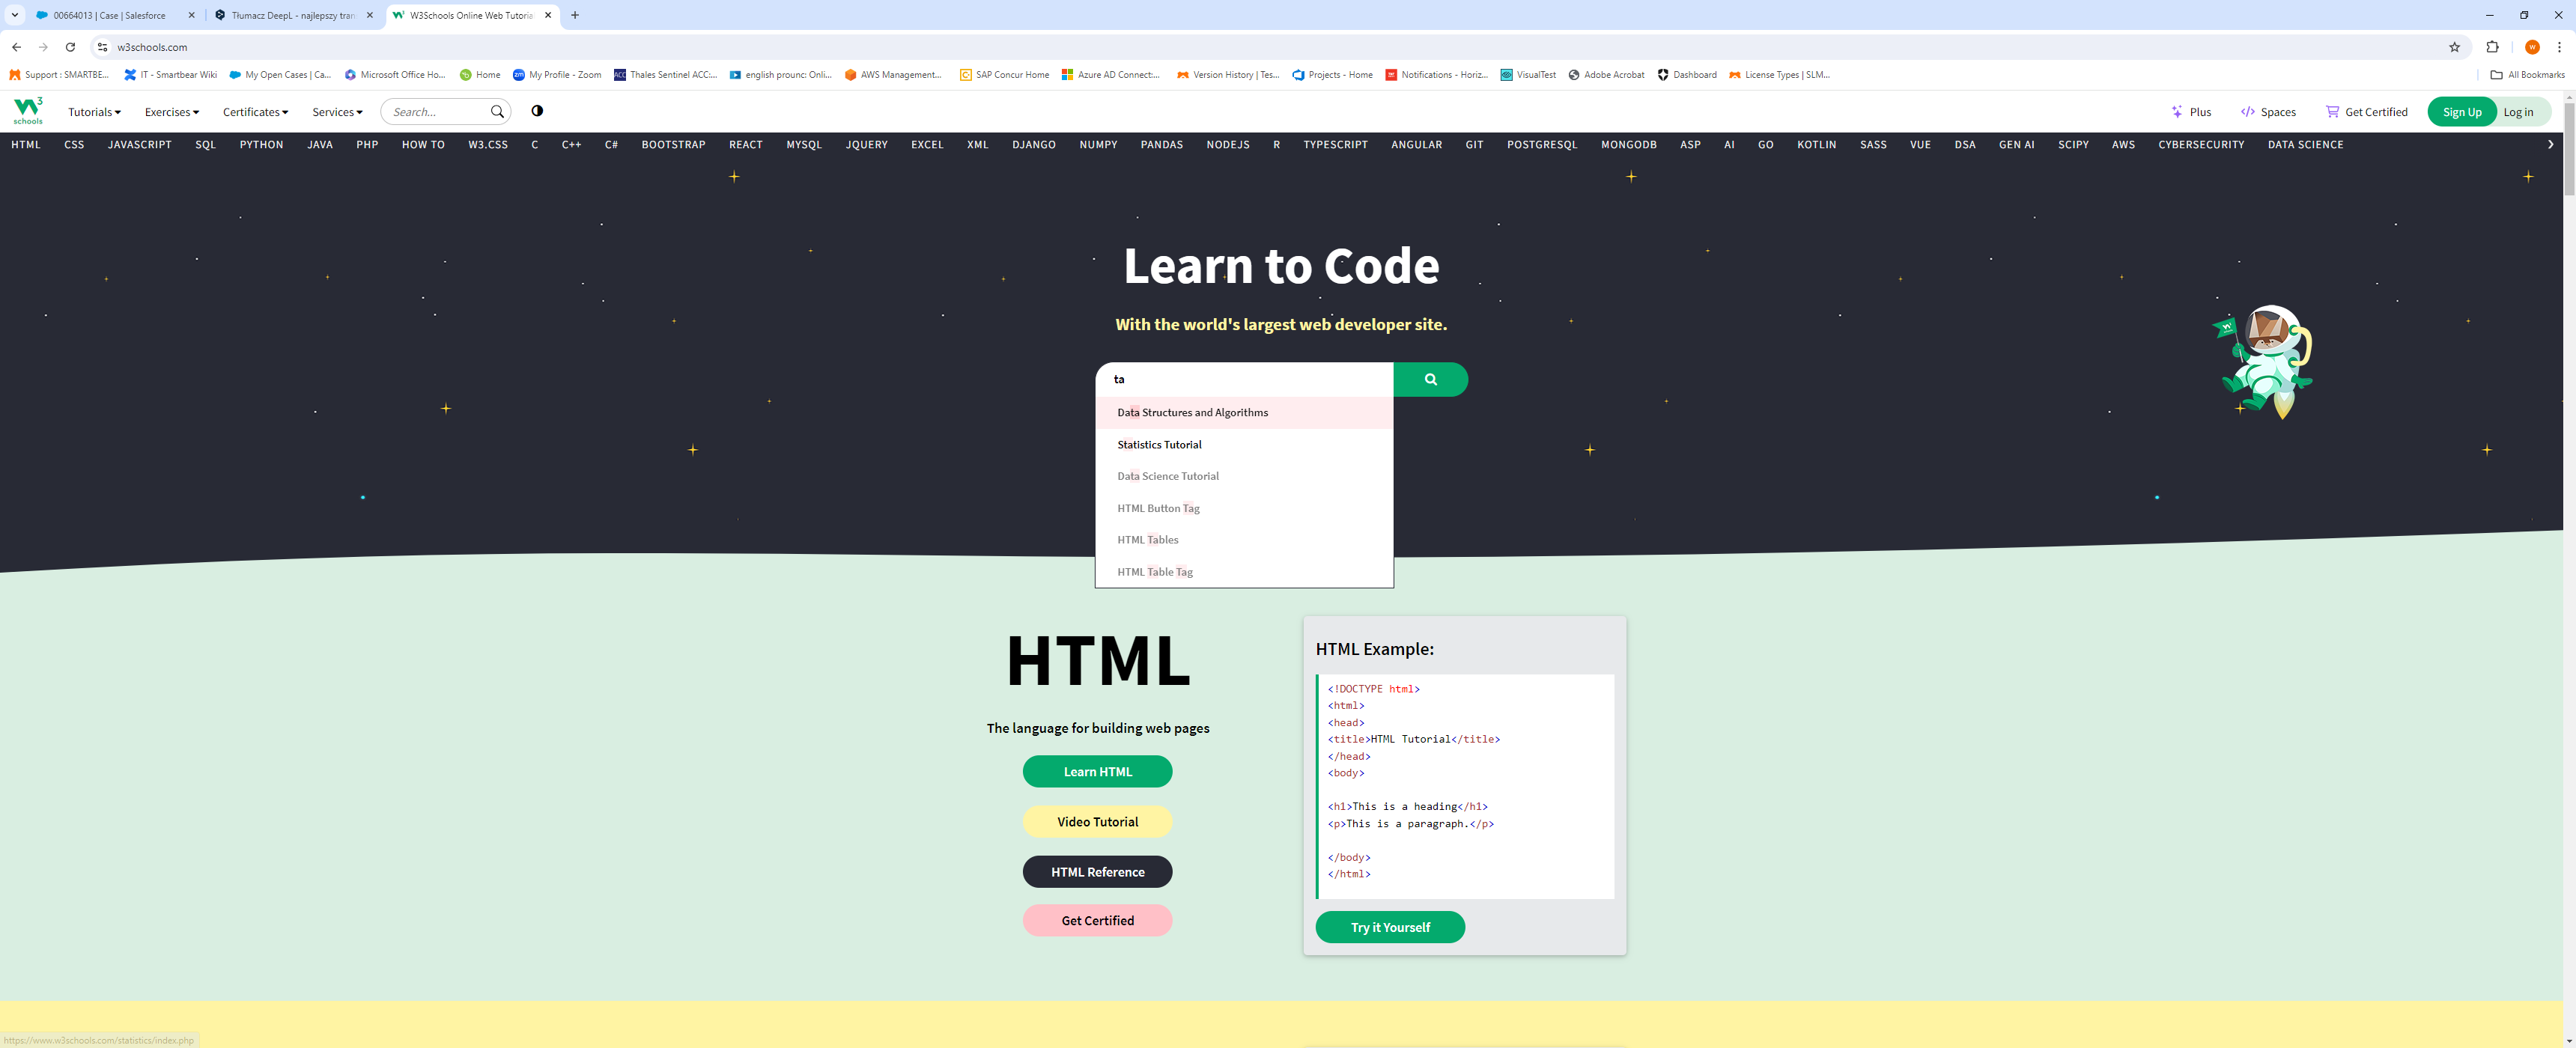 00664013 | Case | Salesforce
Tłumacz DeepL - najlepszy tran
W3Schools Online Web Tutoria
w3schools.com
Support : SMARTBE...
IT - Smartbear Wiki
My Open Cases | Ca...
Microsoft Office Ho...
Home
My Profile - Zoom
Thales Sentinel ACC:...
english prounc: Onli...
AWS Management...
SAP Concur Home
Azure AD Connect:...
Version History | Tes...
Projects - Home
Notifications - Horiz...
VisualTest
Adobe Acrobat
Dashboard
License Types | SLM...
All Bookmarks
W3 schools
Tutorials
Exercises
Certificates
Services
Search...
Plus
Spaces
Get Certified
Sign Up
Log in
HTML CSS JAVASCRIPT SQL PYTHON JAVA PHP HOW TO W3.CSS C C++ C# BOOTSTRAP REACT MYSQL JQUERY EXCEL XML DJANGO NUMPY PANDAS NODEJS R TYPESCRIPT ANGULAR GIT POSTGRESQL MONGODB ASP AI GO KOTLIN SASS VUE DSA GEN AI SCIPY AWS CYBERSECURITY DATA SCIENCE
Learn to Code
With the world's largest web developer site.
ta
Data Structures and Algorithms
Statistics Tutorial
Data Science Tutorial
HTML Button Tag
HTML Tables
HTML Table Tag
HTML
The language for building web pages
Learn HTML
Video Tutorial
HTML Reference
Get Certified
HTML Example:
<!DOCTYPE html>
<html>
<head>
<title>HTML Tutorial</title>
</head>
<body>
<h1>This is a heading</h1>
<p>This is a paragraph.</p>
</body>
</html>
Try it Yourself
https://www.w3schools.com/statistics/index.php